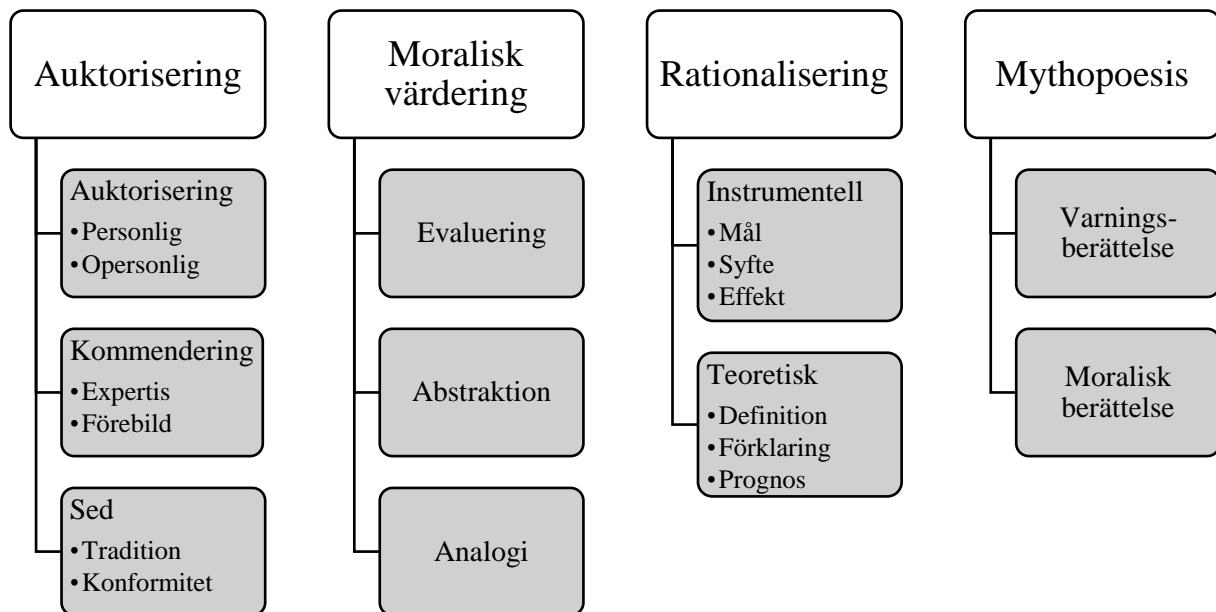 Auktorisering
Auktorisering
•Personlig
•Opersonlig
Kommendering
•Expertis
•Förebild
Sed
•Tradition
•Konformitet
Moralisk
värdering
Evaluering
Abstraktion
Analogi
Rationalisering
Instrumentell
•Mål
•Syfte
•Effekt
Teoretisk
•Definition
•Förklaring
•Prognos
Mythopoesis
Varnings-
berättelse
Moralisk
berättelse